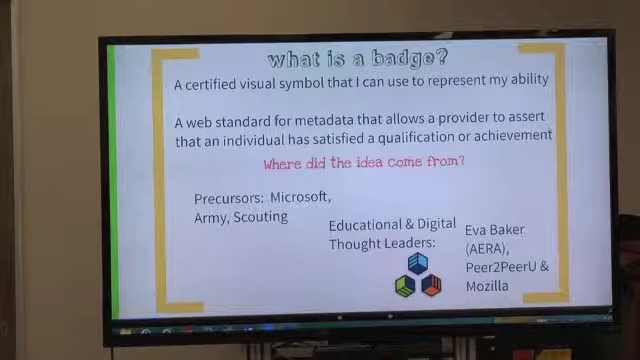 what is a badge?
A certified visual symbol that I can use to represent my ability
A web standard for metadata that allows a provider to assert
that an individual has satisfied a qualification or achievement
Where did the idea come from?
Precursors: Microsoft,
Army, Scouting
Educational & Digital
Thought Leaders:
Eva Baker
(AERA),
Peer2PeerU &
Mozilla